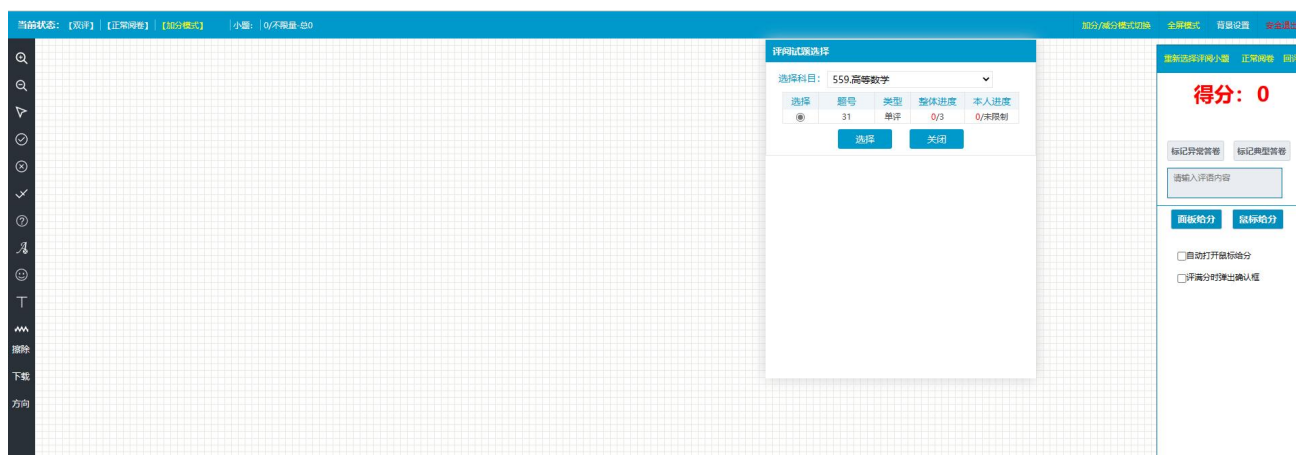 当前状态：【双评】 | 【正常阅卷】 | 【加分模式】 | 小题： | 0/不限量-总0
加分/减分模式切换 全屏模式 背景设置 安全退出
评阅试题选择
选择科目： 559.高等数学
选择 题号 类型 整体进度 本人进度
31 单评 0/3 0/未限制
选择 关闭
重新选择评阅小题 正常阅卷 回评
得分：0
标记异常答卷 标记典型答卷
请输入评语内容
面板给分 鼠标给分
自动打开鼠标给分
评满分时弹出确认框
擦除
下载
方向